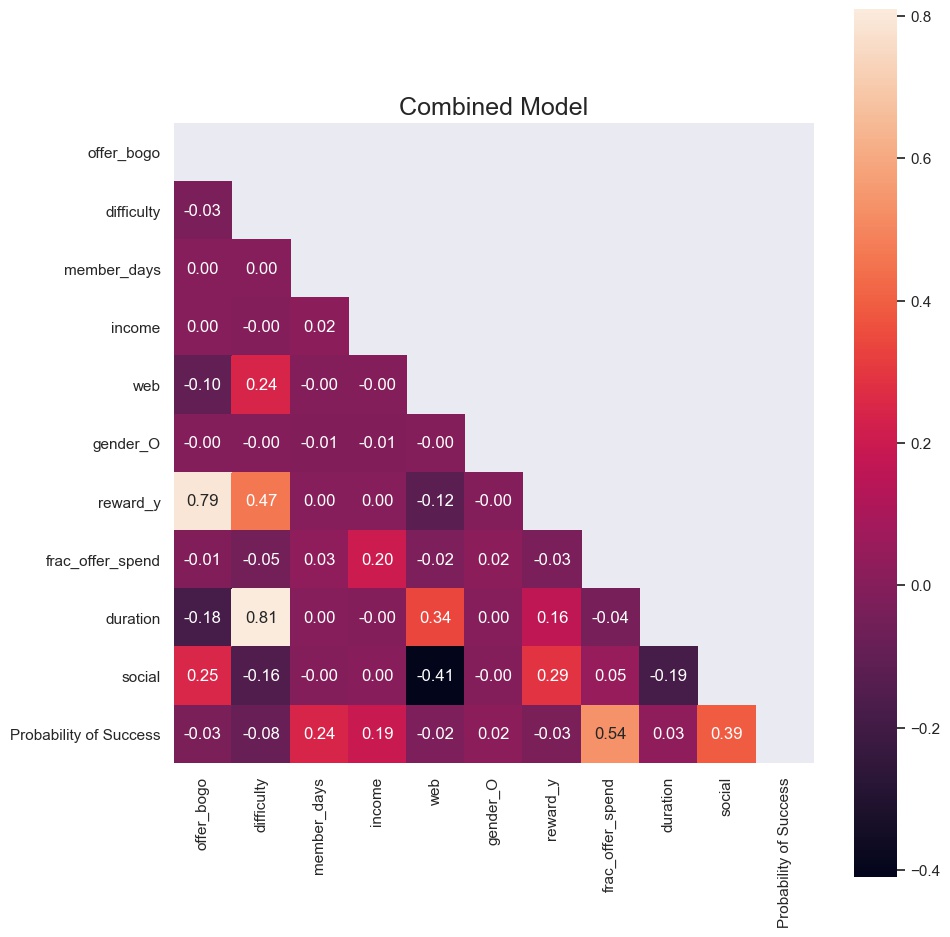 Combined Model
0.8
offer_bogo
difficulty -0.03
member_days 0.00 0.00
0.6
income 0.00 -0.00 0.02
web -0.10 0.24 -0.00 -0.00
0.4
gender_O -0.00 -0.00 -0.01 -0.01 -0.00
reward_y 0.79 0.47 0.00 0.00 -0.12 -0.00
0.2
frac_offer_spend -0.01 -0.05 0.03 0.20 -0.02 0.02 -0.03
0.0
duration -0.18 0.81 0.00 -0.00 0.34 0.00 0.16 -0.04
social 0.25 -0.16 -0.00 0.00 -0.41 -0.00 0.29 0.05 -0.19
−0.2
Probability of Success -0.03 -0.08 0.24 0.19 -0.02 0.02 -0.03 0.54 0.03 0.39
−0.4
offer_bogo
difficulty
member_days
income
web
gender_O
reward_y
frac_offer_spend
duration
social
Probability of Success